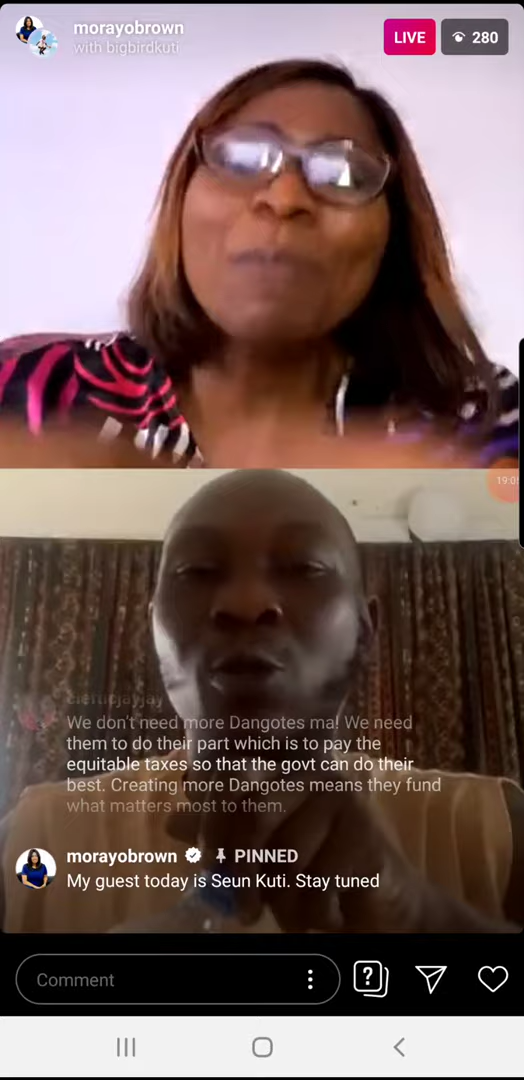 morayobrown
with bigbirdkuti
LIVE
280
We don't need more Dangotes ma! We need
them to do their part which is to pay the
equitable taxes so that the govt can do their
best. Creating more Dangotes means they fund
what matters most to them.
morayobrown PINNED
My guest today is Seun Kuti. Stay tuned
Comment